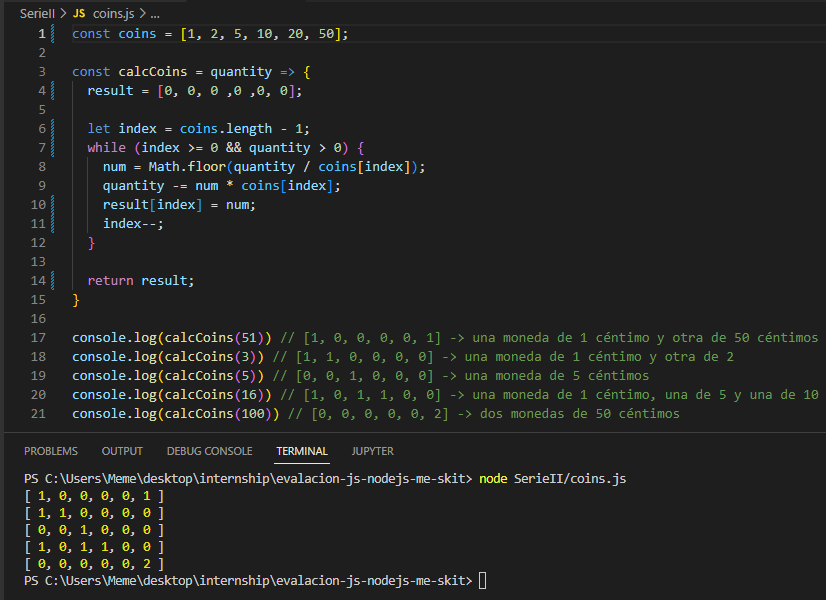 SerieII > JS coins.js > ...
1 const coins = [1, 2, 5, 10, 20, 50];
2
3 const calcCoins = quantity => {
4   result = [0, 0, 0 ,0 ,0, 0];
5
6   let index = coins.length - 1;
7   while (index >= 0 && quantity > 0) {
8     num = Math.floor(quantity / coins[index]);
9     quantity -= num * coins[index];
10     result[index] = num;
11     index--;
12   }
13
14   return result;
15 }
16
17 console.log(calcCoins(51)) // [1, 0, 0, 0, 0, 1] -> una moneda de 1 céntimo y otra de 50 céntimos
18 console.log(calcCoins(3)) // [1, 1, 0, 0, 0, 0] -> una moneda de 1 céntimo y otra de 2
19 console.log(calcCoins(5)) // [0, 0, 1, 0, 0, 0] -> una moneda de 5 céntimos
20 console.log(calcCoins(16)) // [1, 0, 1, 1, 0, 0] -> una moneda de 1 céntimo, una de 5 y una de 10
21 console.log(calcCoins(100)) // [0, 0, 0, 0, 0, 2] -> dos monedas de 50 céntimos
PROBLEMS OUTPUT DEBUG CONSOLE TERMINAL JUPYTER
PS C:\Users\Meme\desktop\internship\evalacion-js-nodejs-me-skit> node SerieII/coins.js
[ 1, 0, 0, 0, 0, 1 ]
[ 1, 1, 0, 0, 0, 0 ]
[ 0, 0, 1, 0, 0, 0 ]
[ 1, 0, 1, 1, 0, 0 ]
[ 0, 0, 0, 0, 0, 2 ]
PS C:\Users\Meme\desktop\internship\evalacion-js-nodejs-me-skit>